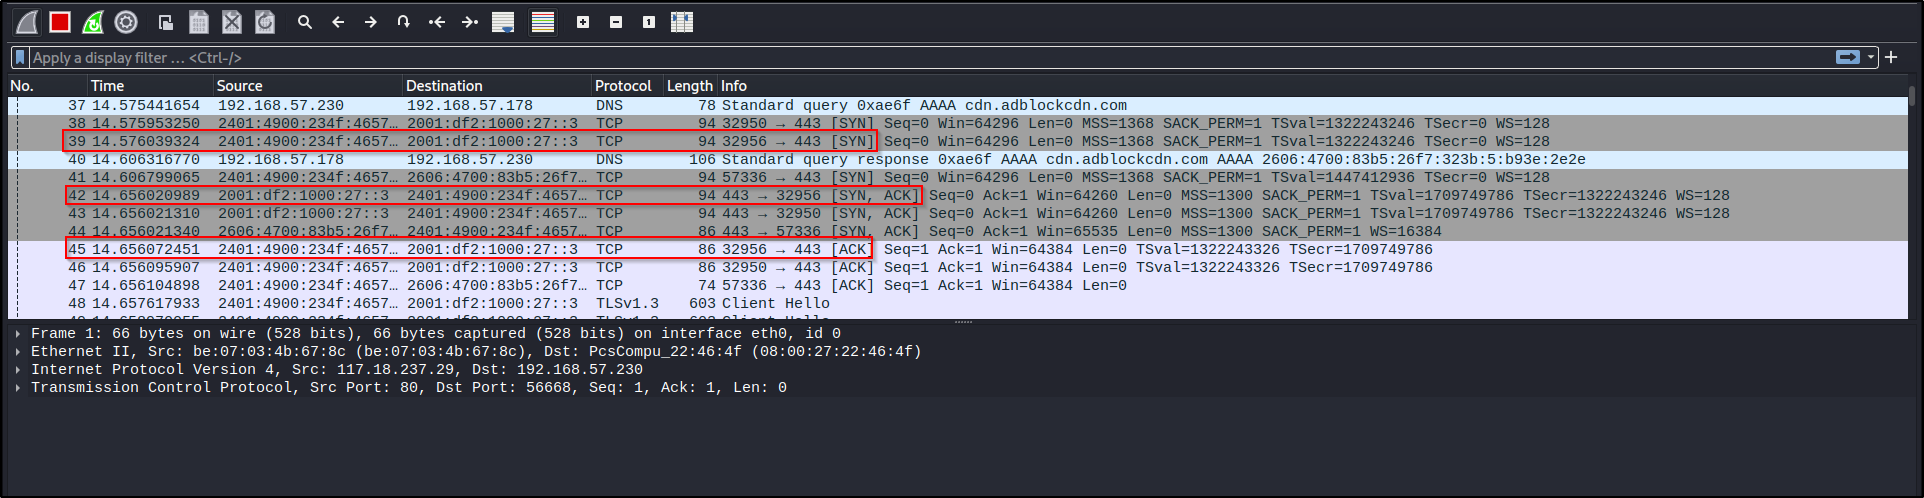 Apply a display filter ... <Ctrl-/>
No. Time Source Destination Protocol Length Info
37 14.575441654 192.168.57.230 192.168.57.178 DNS 78 Standard query 0xae6f AAAA cdn.adblockcdn.com
38 14.575953250 2401:4900:234f:4657… 2001:df2:1000:27::3 TCP 94 32950 → 443 [SYN] Seq=0 Win=64296 Len=0 MSS=1368 SACK_PERM=1 TSval=1322243246 TSecr=0 WS=128
39 14.576039324 2401:4900:234f:4657… 2001:df2:1000:27::3 TCP 94 32956 → 443 [SYN] Seq=0 Win=64296 Len=0 MSS=1368 SACK_PERM=1 TSval=1322243246 TSecr=0 WS=128
40 14.606316770 192.168.57.178 192.168.57.230 DNS 106 Standard query response 0xae6f AAAA cdn.adblockcdn.com AAAA 2606:4700:83b5:26f7:323b:5:b93e:2e2e
41 14.606799065 2401:4900:234f:4657… 2606:4700:83b5:26f7… TCP 94 57336 → 443 [SYN] Seq=0 Win=64296 Len=0 MSS=1368 SACK_PERM=1 TSval=1447412936 TSecr=0 WS=128
42 14.656020989 2001:df2:1000:27::3 2401:4900:234f:4657… TCP 94 443 → 32956 [SYN, ACK] Seq=0 Ack=1 Win=64260 Len=0 MSS=1300 SACK_PERM=1 TSval=1709749786 TSecr=1322243246 WS=128
43 14.656021310 2001:df2:1000:27::3 2401:4900:234f:4657… TCP 94 443 → 32950 [SYN, ACK] Seq=0 Ack=1 Win=64260 Len=0 MSS=1300 SACK_PERM=1 TSval=1709749786 TSecr=1322243246 WS=128
44 14.656021340 2606:4700:83b5:26f7… 2401:4900:234f:4657… TCP 86 443 → 57336 [SYN, ACK] Seq=0 Ack=1 Win=65535 Len=0 MSS=1300 SACK_PERM=1 WS=16384
45 14.656072451 2401:4900:234f:4657… 2001:df2:1000:27::3 TCP 86 32956 → 443 [ACK] Seq=1 Ack=1 Win=64384 Len=0 TSval=1322243326 TSecr=1709749786
46 14.656095907 2401:4900:234f:4657… 2001:df2:1000:27::3 TCP 86 32950 → 443 [ACK] Seq=1 Ack=1 Win=64384 Len=0 TSval=1322243326 TSecr=1709749786
47 14.656104898 2401:4900:234f:4657… 2606:4700:83b5:26f7… TCP 74 57336 → 443 [ACK] Seq=1 Ack=1 Win=64384 Len=0
48 14.657617933 2401:4900:234f:4657… 2001:df2:1000:27::3 TLSv1.3 603 Client Hello
Frame 1: 66 bytes on wire (528 bits), 66 bytes captured (528 bits) on interface eth0, id 0
Ethernet II, Src: be:07:03:4b:67:8c (be:07:03:4b:67:8c), Dst: PcsCompu_22:46:4f (08:00:27:22:46:4f)
Internet Protocol Version 4, Src: 117.18.237.29, Dst: 192.168.57.230
Transmission Control Protocol, Src Port: 80, Dst Port: 56668, Seq: 1, Ack: 1, Len: 0